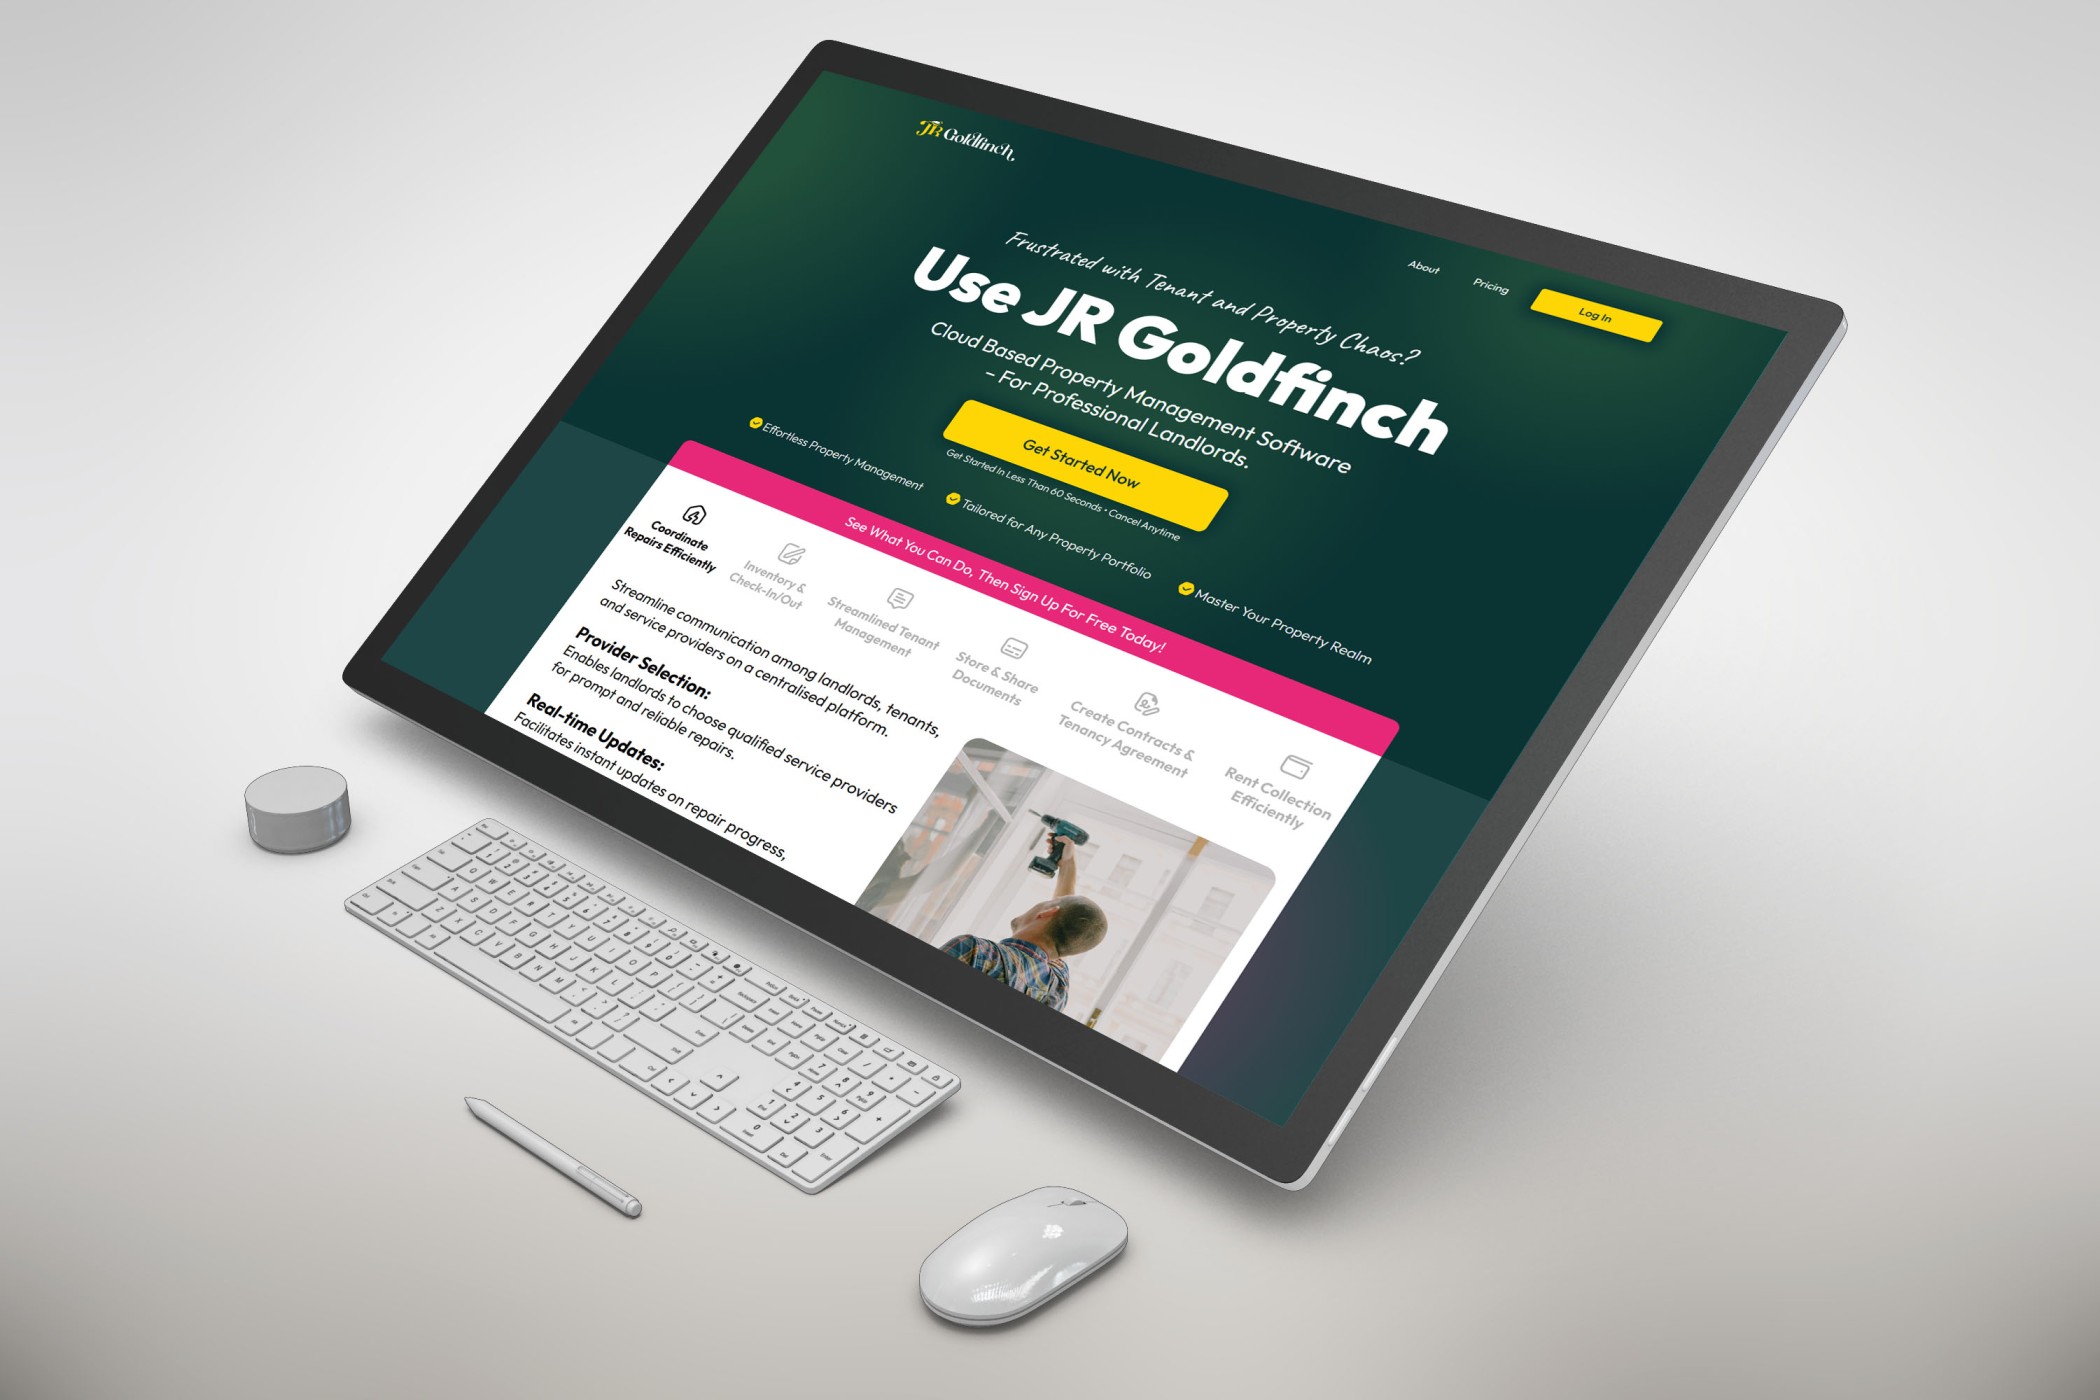 JR Goldfinch
About
Pricing
Log In
Frustrated with Tenant and Property Chaos?
Use JR Goldfinch
Cloud Based Property Management Software
– For Professional Landlords.
Get Started Now
Get Started in Less Than 60 Seconds • Cancel Anytime
Effortless Property Management
Tailored for Any Property Portfolio
Master Your Property Realm
See What You Can Do, Then Sign Up For Free Today!
Coordinate
Repairs Efficiently
Inventory &
Check-In/Out
Streamlined Tenant
Management
Store & Share
Documents
Create Contracts &
Tenancy Agreement
Rent Collection
Efficiently
Streamline communication among landlords, tenants,
and service providers on a centralised platform.
Provider Selection:
Enables landlords to choose qualified service providers
for prompt and reliable repairs.
Real-time Updates:
Facilitates instant updates on repair progress,